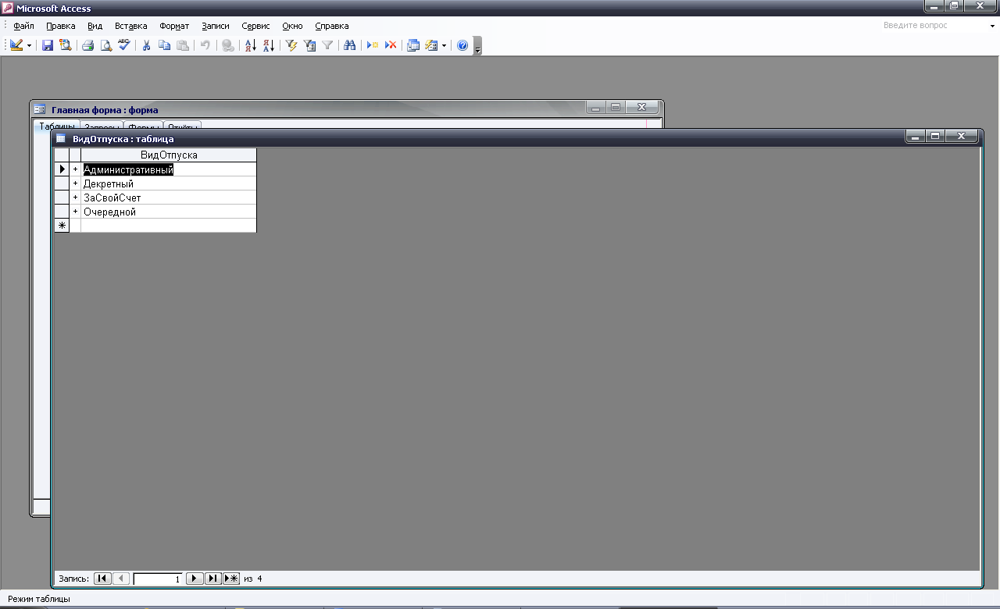 Microsoft Access
Файл Правка Вид Вставка Формат Записи Сервис Окно Справка Введите вопрос
Главная форма : форма
Таблицы Запросы Формы Отчёты
ВидОтпуска : таблица
ВидОтпуска
Административный
Декретный
ЗаСвойСчет
Очередной
Запись: 1 из 4
Режим таблицы